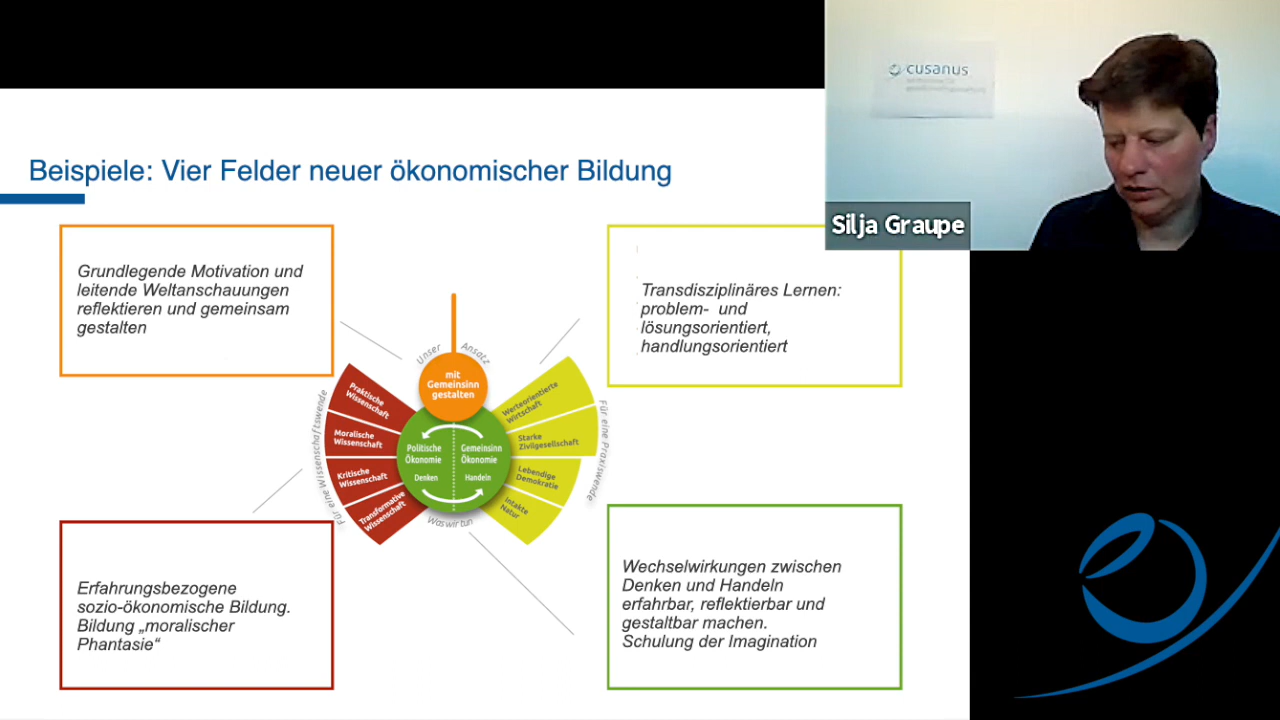 cusanus
Silja Graupe
Beispiele: Vier Felder neuer ökonomischer Bildung
Grundlegende Motivation und
leitende Weltanschauungen
reflektieren und gemeinsam
gestalten
Transdisziplinäres Lernen:
problem- und
lösungsorientiert,
handlungsorientiert
Unser Ansatz
mit
Gemeinsinn
gestalten
Für eine Wissenschaftswende
Praktische
Wissenschaft
Moralische
Wissenschaft
Kritische
Wissenschaft
Transformative
Wissenschaft
Politische
Ökonomie
Denken
Gemeinsinn
Ökonomie
Handeln
Werteorientierte
Wirtschaft
Starke
Zivilgesellschaft
Lebendige
Demokratie
Intakte
Natur
Für eine Praxiswende
Was wir tun
Erfahrungsbezogene
sozio-ökonomische Bildung.
Bildung „moralischer
Phantasie“
Wechselwirkungen zwischen
Denken und Handeln
erfahrbar, reflektierbar und
gestaltbar machen.
Schulung der Imagination